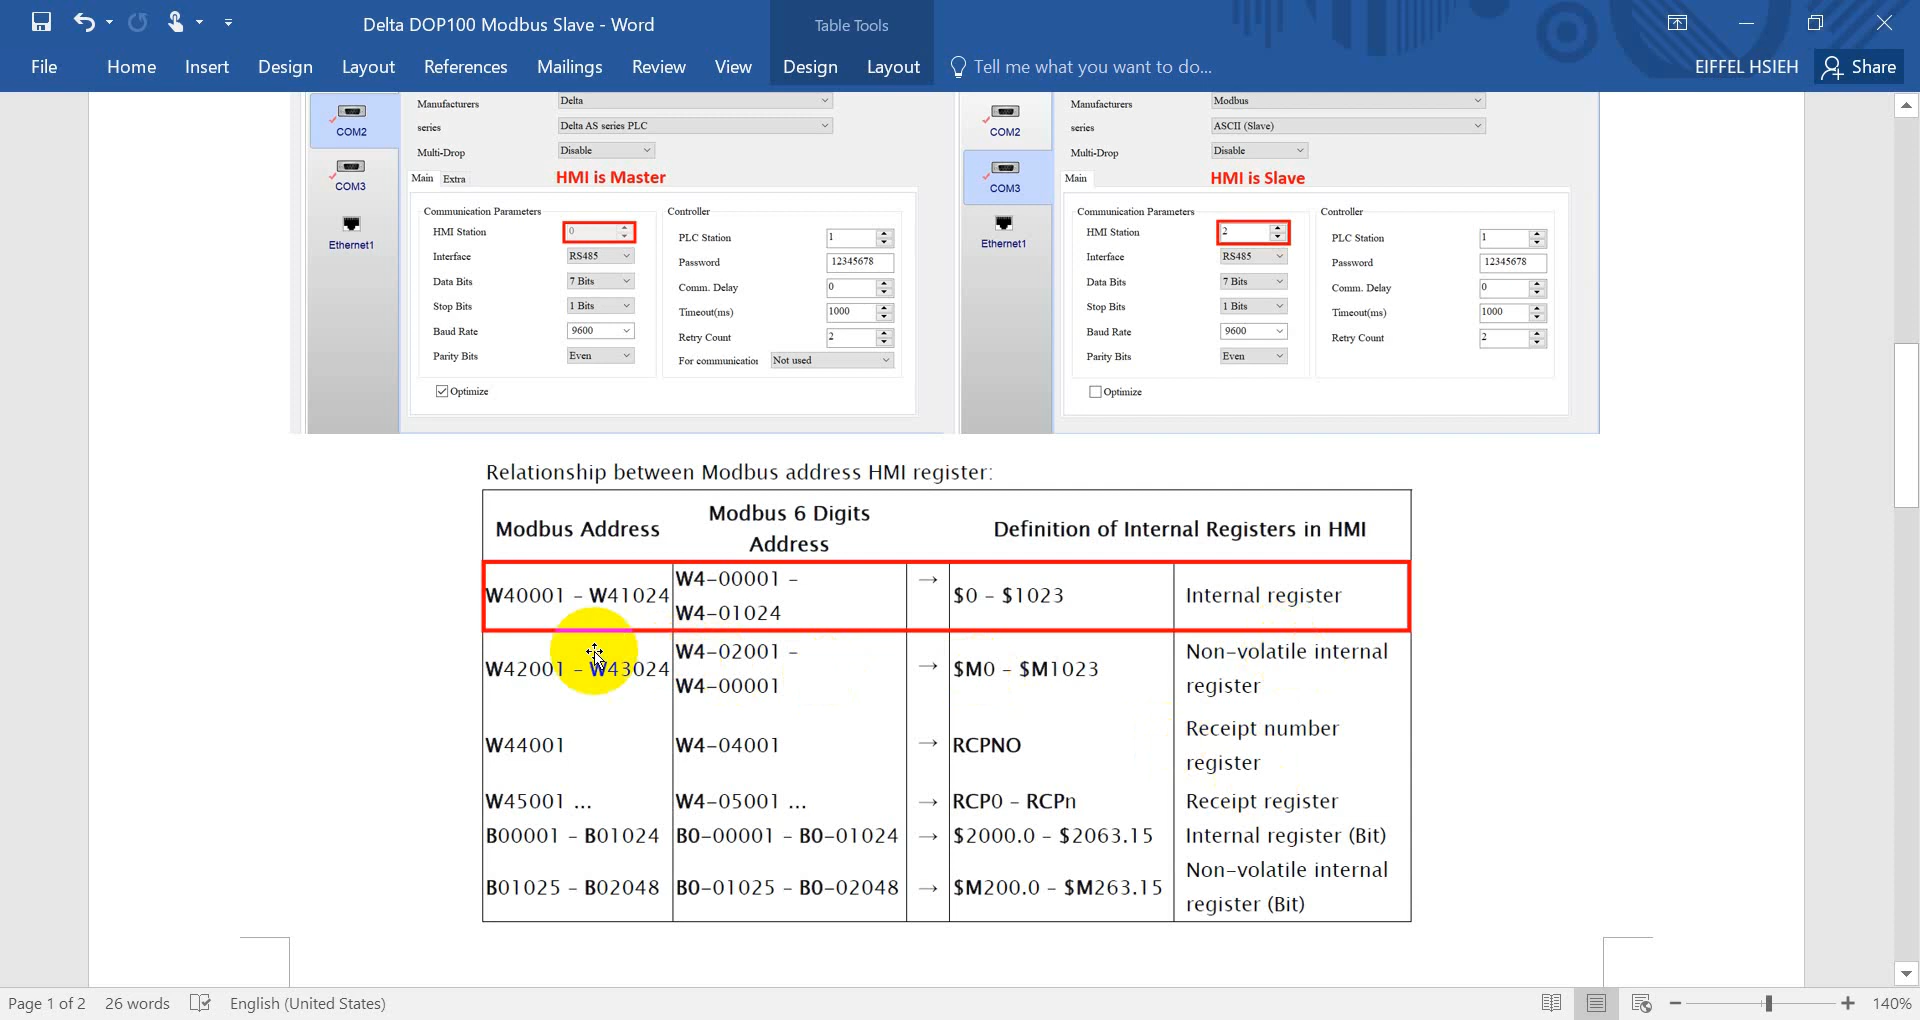 Delta DOP100 Modbus Slave - Word
Table Tools
File Home Insert Design Layout References Mailings Review View Design Layout Tell me what you want to do... EIFFEL HSIEH Share
COM2
COM3
Ethernet1
Manufacturers Delta
series Delta AS series PLC
Multi-Drop Disable
Main Extra HMI is Master
Communication Parameters Controller
HMI Station 0 PLC Station 1
Interface RS485 Password 12345678
Data Bits 7 Bits Comm. Delay 0
Stop Bits 1 Bits Timeout(ms) 1000
Baud Rate 9600 Retry Count 2
Parity Bits Even For communication Not used
Optimize
COM2
COM3
Ethernet1
Manufacturers Modbus
series ASCII (Slave)
Multi-Drop Disable
Main HMI is Slave
Communication Parameters Controller
HMI Station 2 PLC Station 1
Interface RS485 Password 12345678
Data Bits 7 Bits Comm. Delay 0
Stop Bits 1 Bits Timeout(ms) 1000
Baud Rate 9600 Retry Count 2
Parity Bits Even
Optimize
Relationship between Modbus address HMI register:
Modbus Address
Modbus 6 Digits
Address
Definition of Internal Registers in HMI
W40001 - W41024
W4-00001 -
W4-01024
→ $0 - $1023 Internal register
W42001 - W43024
W4-02001 -
W4-00001
→ $M0 - $M1023
Non-volatile internal
register
W44001 W4-04001 → RCPNO
Receipt number
register
W45001 ... W4-05001 ... → RCP0 - RCPn Receipt register
B00001 - B01024 B0-00001 - B0-01024 → $2000.0 - $2063.15 Internal register (Bit)
B01025 - B02048 B0-01025 - B0-02048 → $M200.0 - $M263.15
Non-volatile internal
register (Bit)
Page 1 of 2 26 words English (United States) 140%